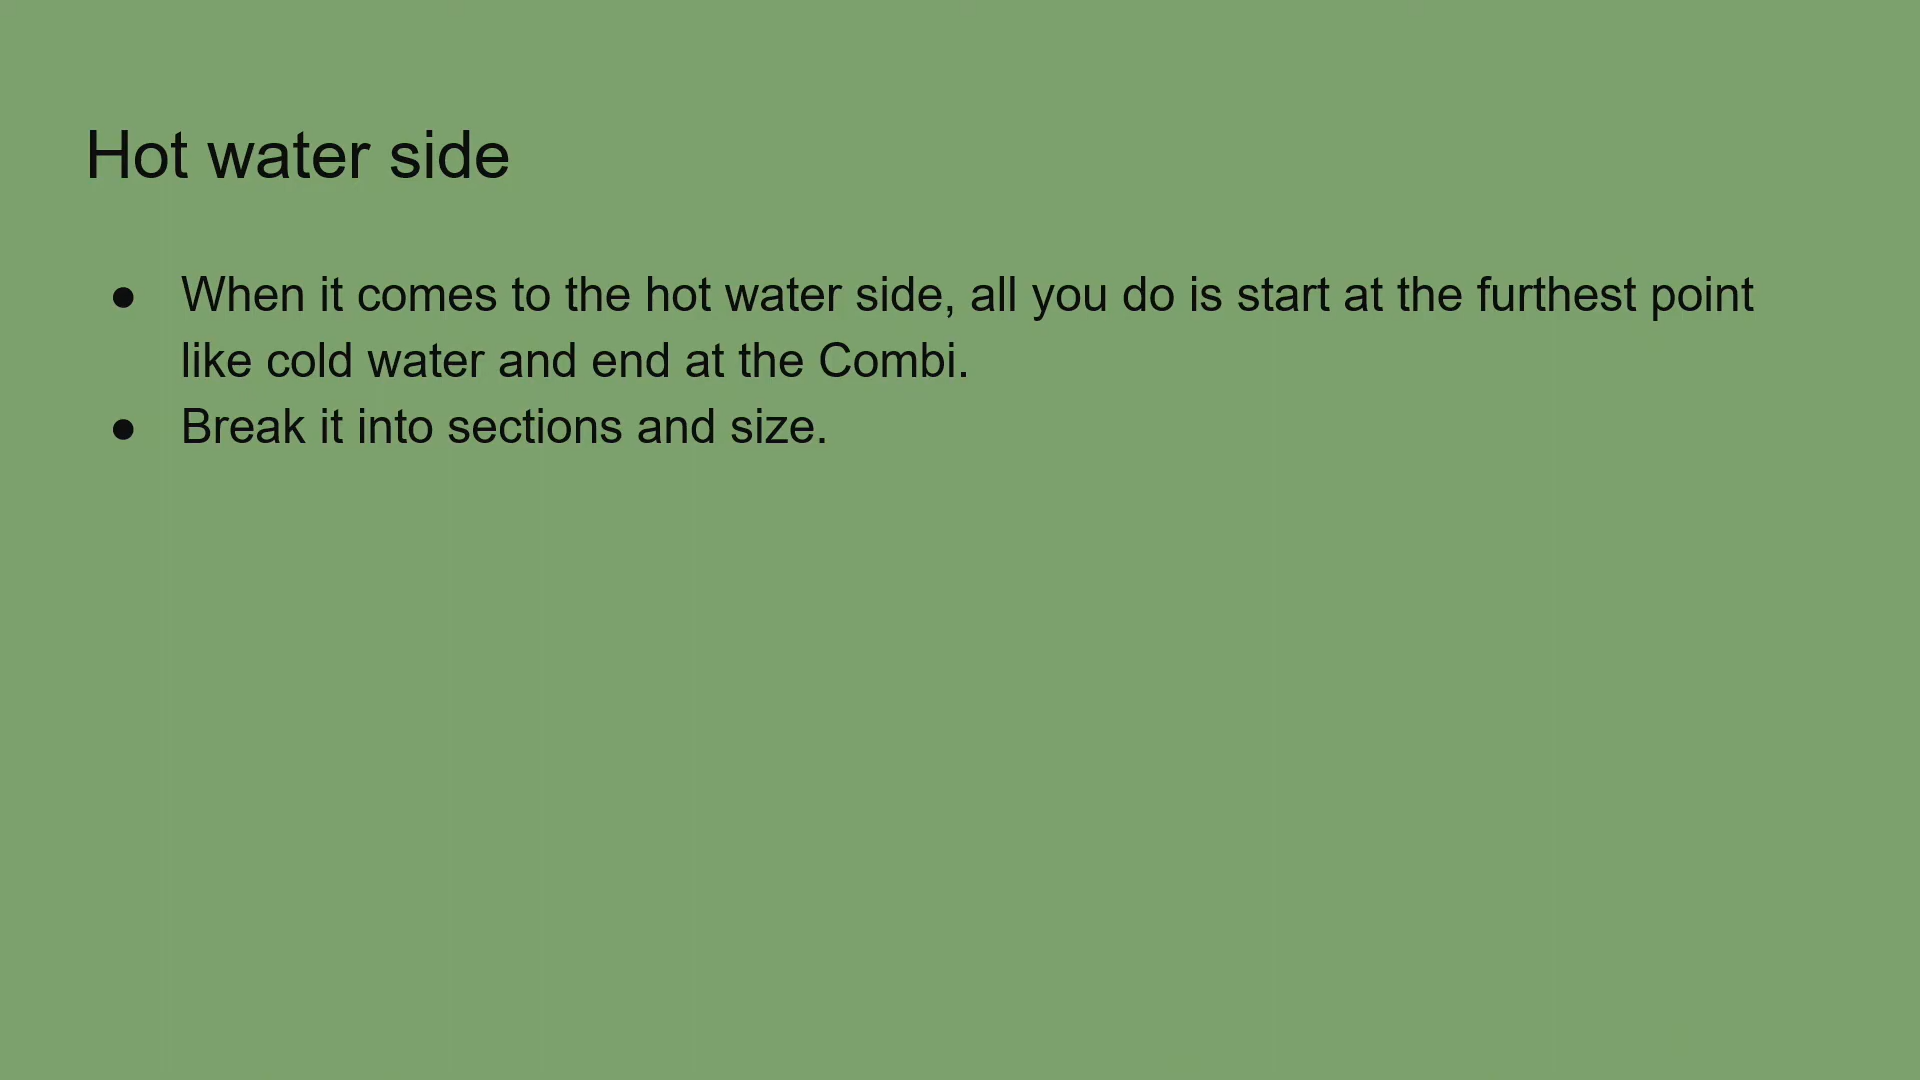 Hot water side
● When it comes to the hot water side, all you do is start at the furthest point
like cold water and end at the Combi.
● Break it into sections and size.